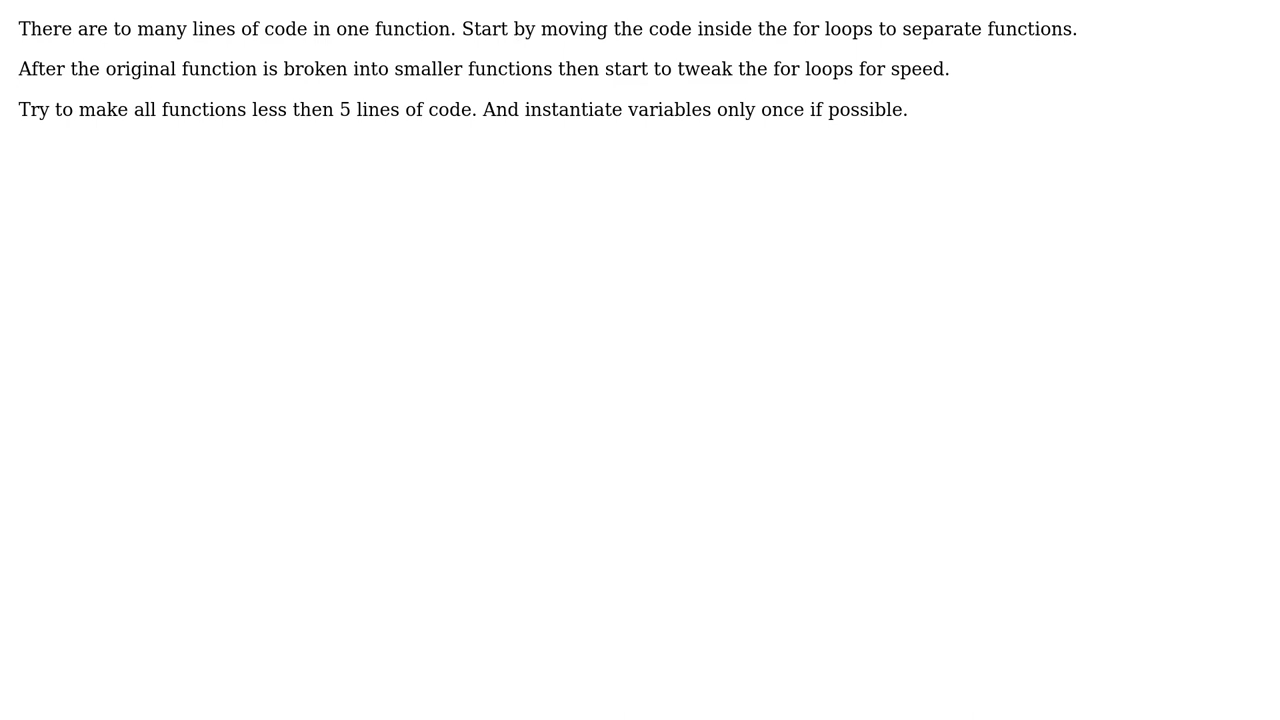 There are to many lines of code in one function. Start by moving the code inside the for loops to separate functions.
After the original function is broken into smaller functions then start to tweak the for loops for speed.
Try to make all functions less then 5 lines of code. And instantiate variables only once if possible.